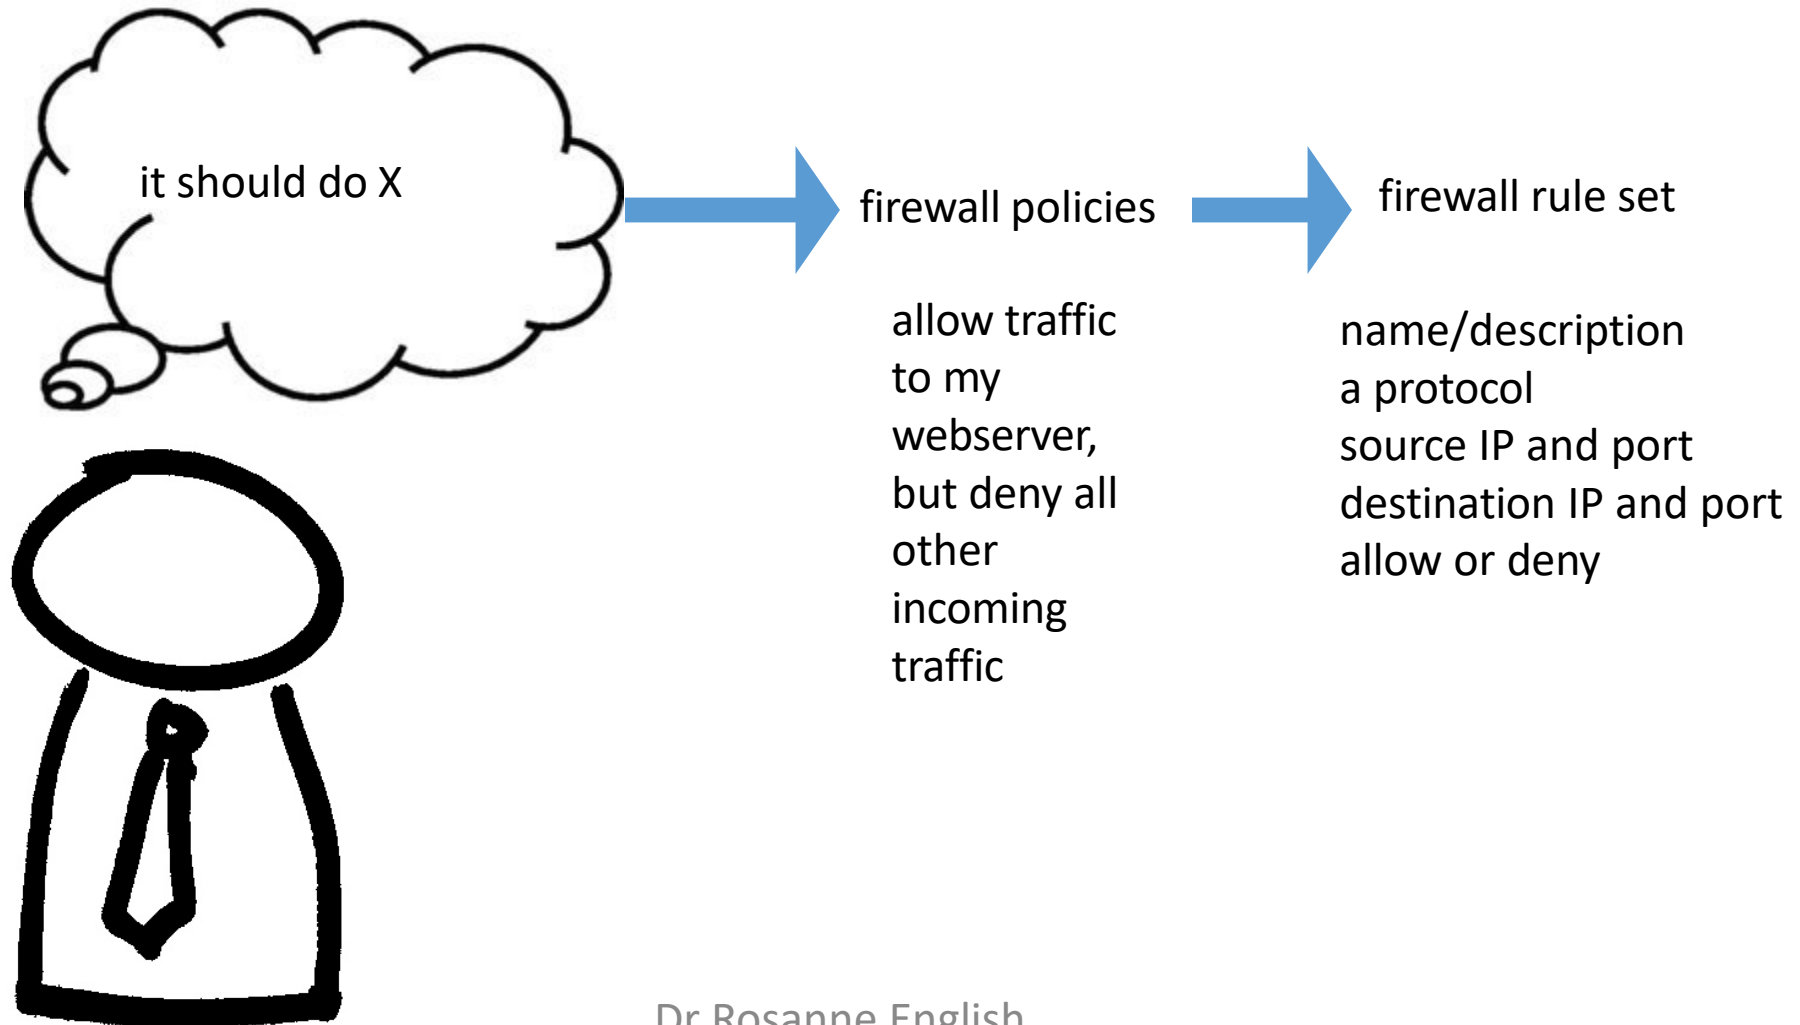 it should do X
firewall policies
firewall rule set
allow traffic
to my
webserver,
but deny all
other
incoming
traffic
name/description
a protocol
source IP and port
destination IP and port
allow or deny
Dr Rosanne English